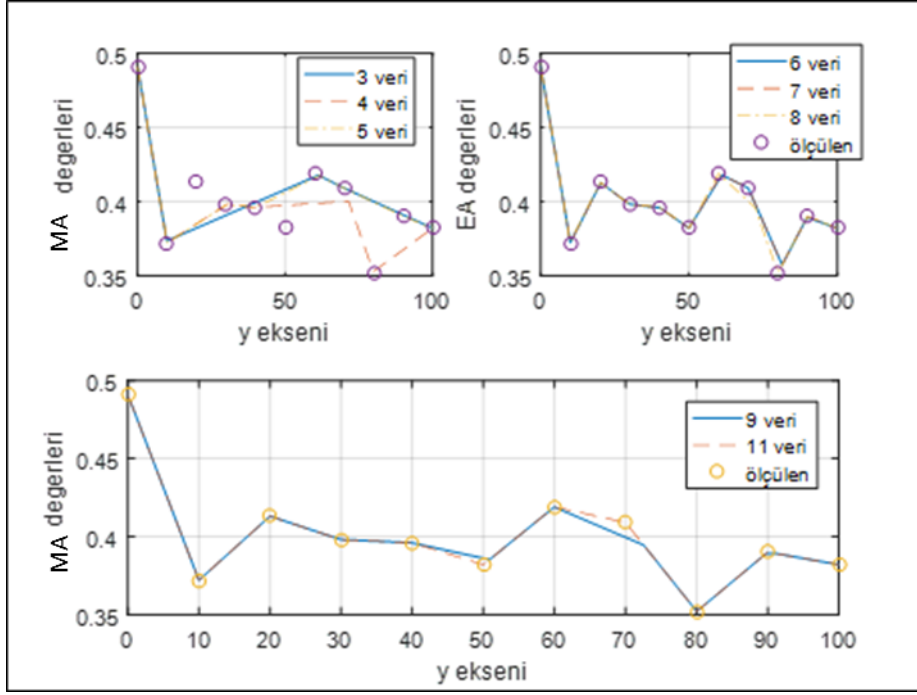 0.5
0.45
0.4
0.35
MA degerleri
0
50
100
y ekseni
3 veri
4 veri
5 veri
0.5
0.45
0.4
0.35
EA degerleri
0
50
100
y ekseni
6 veri
7 veri
8 veri
ölçülen
0.5
0.45
0.4
0.35
MA degerleri
0 10 20 30 40 50 60 70 80 90 100
y ekseni
9 veri
11 veri
ölçülen